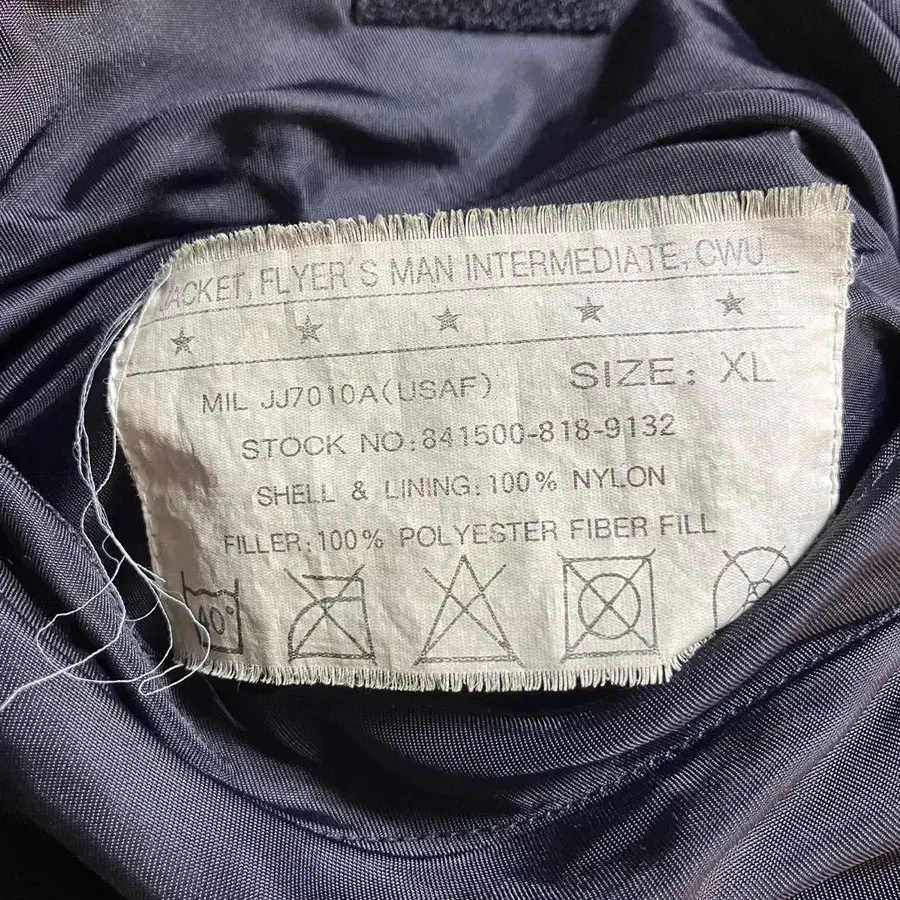 JACKET, FLYER'S MAN INTERMEDIATE, CWU
MIL JJ7010A(USAF) SIZE: XL
STOCK NO:841500-818-9132
SHELL & LINING:100% NYLON
FILLER:100% POLYESTER FIBER FILL
40°